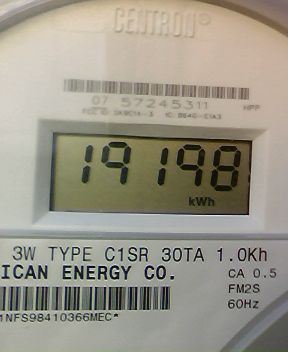 CENTRON®
07 57245311
19198
kWh
3W TYPE C1SR 30TA 1.0Kh
ICAN ENERGY CO.
CA 0.5
FM2S
60Hz
1NFS98410366MEC*